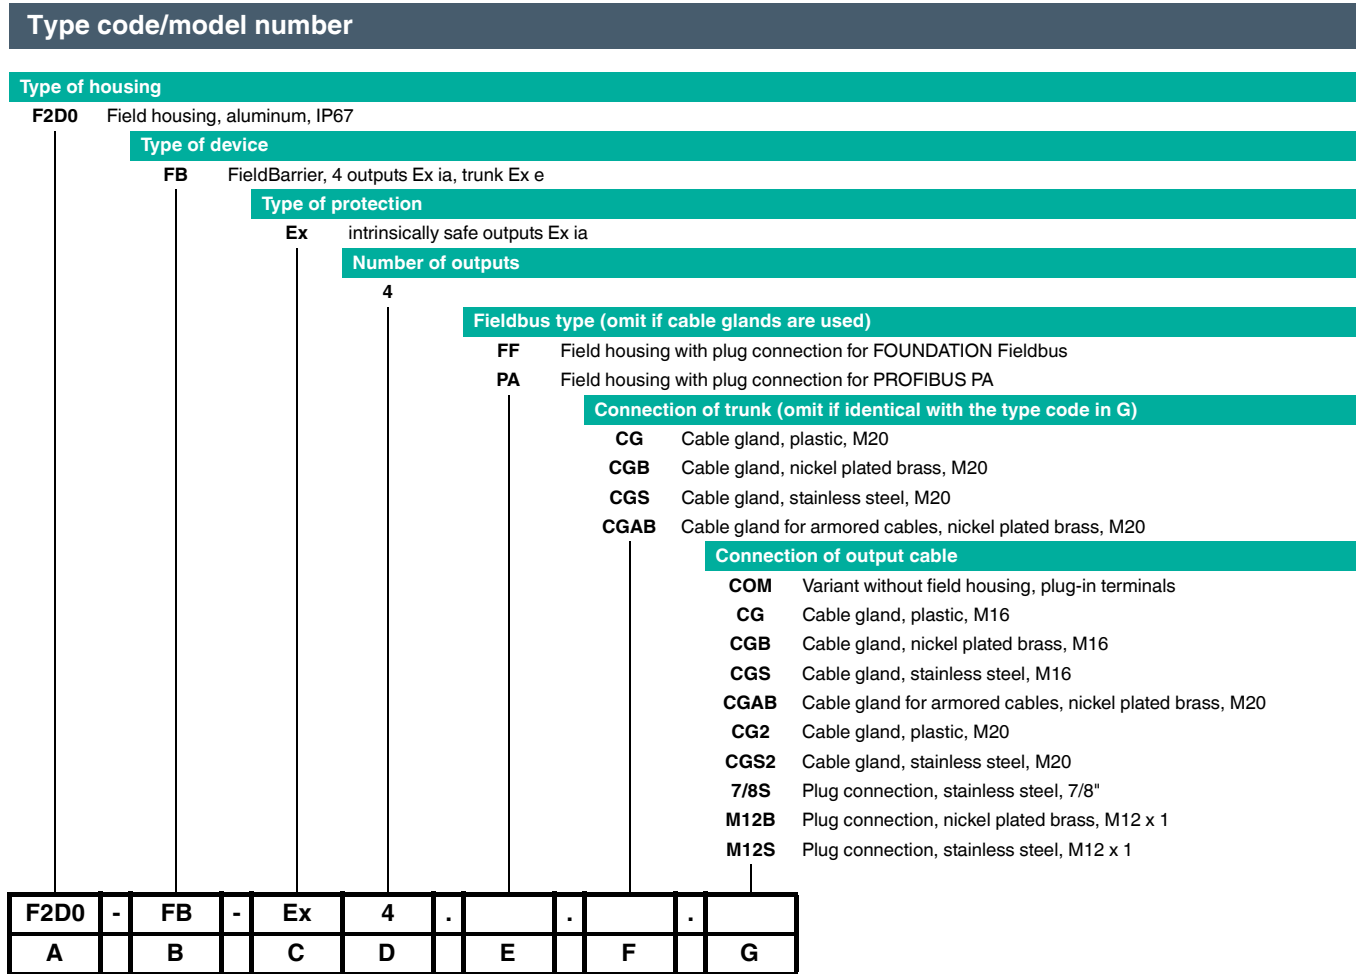 Type code/model number
Type of housing
F2D0 Field housing, aluminum, IP67
Type of device
FB FieldBarrier, 4 outputs Ex ia, trunk Ex e
Type of protection
Ex intrinsically safe outputs Ex ia
Number of outputs
4
Fieldbus type (omit if cable glands are used)
FF Field housing with plug connection for FOUNDATION Fieldbus
PA Field housing with plug connection for PROFIBUS PA
Connection of trunk (omit if identical with the type code in G)
CG Cable gland, plastic, M20
CGB Cable gland, nickel plated brass, M20
CGS Cable gland, stainless steel, M20
CGAB Cable gland for armored cables, nickel plated brass, M20
Connection of output cable
COM Variant without field housing, plug-in terminals
CG Cable gland, plastic, M16
CGB Cable gland, nickel plated brass, M16
CGS Cable gland, stainless steel, M16
CGAB Cable gland for armored cables, nickel plated brass, M20
CG2 Cable gland, plastic, M20
CGS2 Cable gland, stainless steel, M20
7/8S Plug connection, stainless steel, 7/8"
M12B Plug connection, nickel plated brass, M12 x 1
M12S Plug connection, stainless steel, M12 x 1
F2D0 - FB - Ex 4 . . .
A B C D E F G